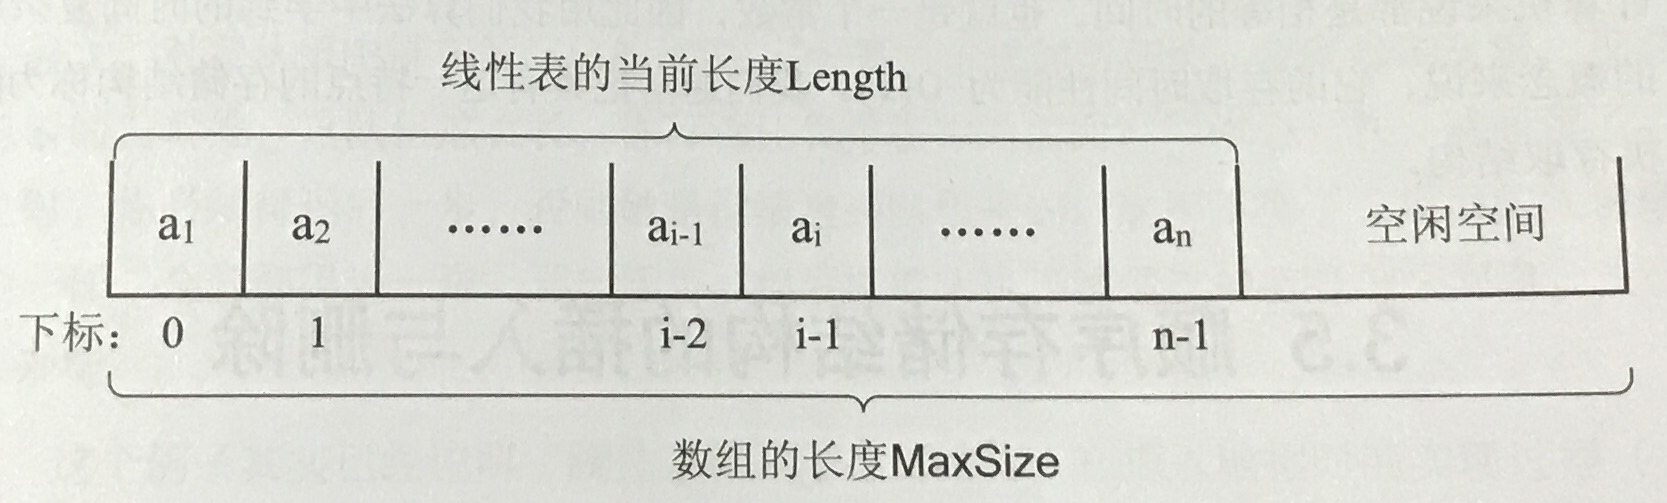 线性表的当前长度Length
a1 a2 …… ai-1 ai …… an 空闲空间
下标： 0 1 i-2 i-1 n-1
数组的长度MaxSize